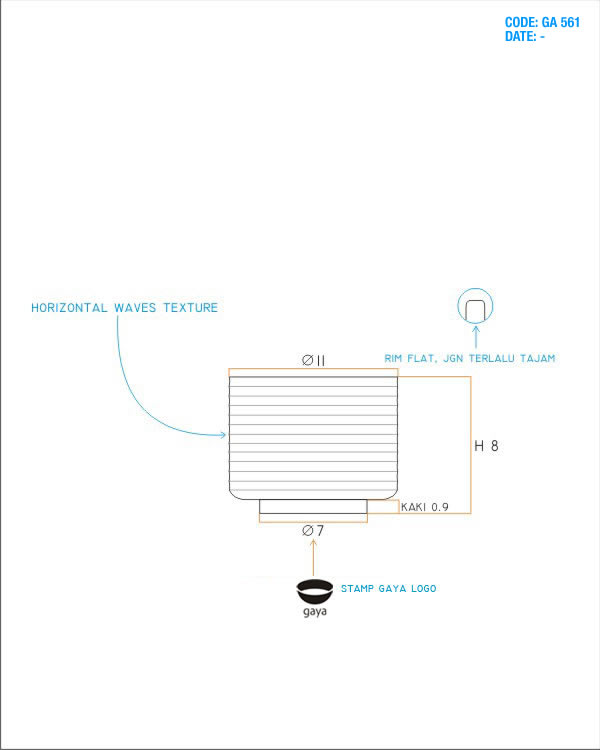 CODE: GA 561
DATE: -
HORIZONTAL WAVES TEXTURE
RIM FLAT, JGN TERLALU TAJAM
Ø 11
H 8
KAKI 0.9
Ø 7
STAMP GAYA LOGO
gaya